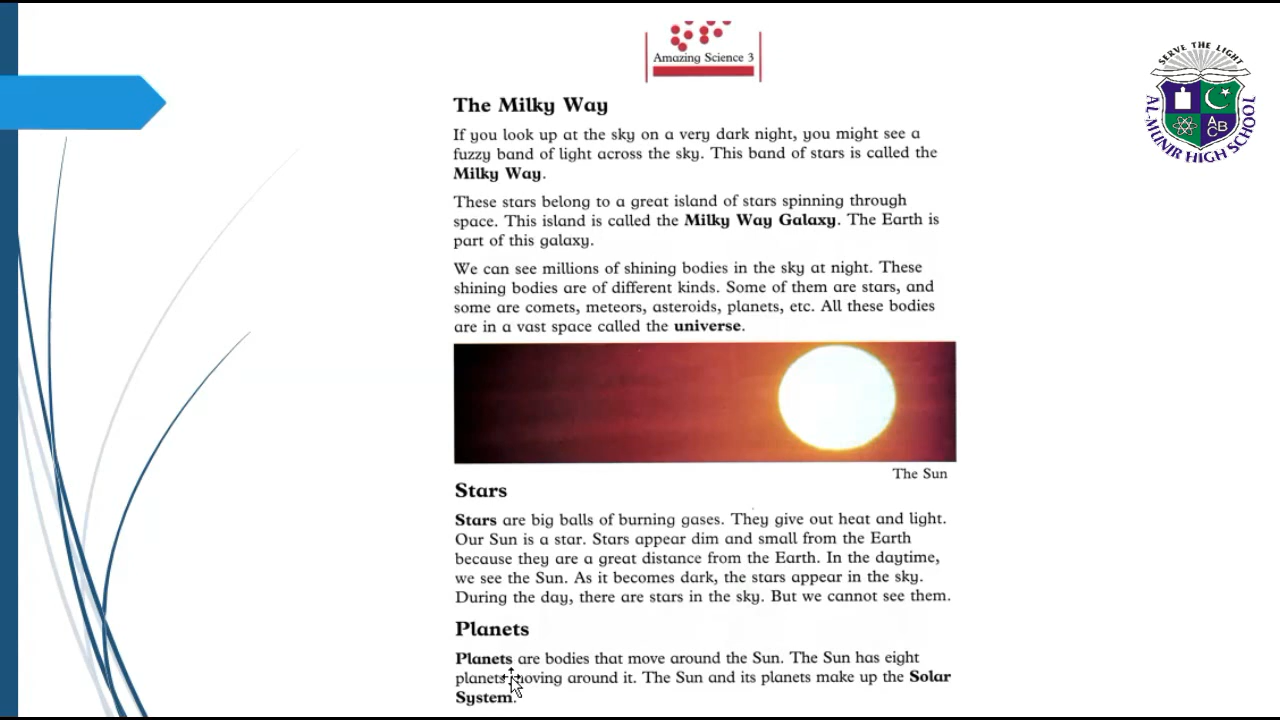 Amazing Science 3
SERVE THE LIGHT
AL-MUNIR HIGH SCHOOL
A B
C
The Milky Way
If you look up at the sky on a very dark night, you might see a
fuzzy band of light across the sky. This band of stars is called the
Milky Way.
These stars belong to a great island of stars spinning through
space. This island is called the Milky Way Galaxy. The Earth is
part of this galaxy.
We can see millions of shining bodies in the sky at night. These
shining bodies are of different kinds. Some of them are stars, and
some are comets, meteors, asteroids, planets, etc. All these bodies
are in a vast space called the universe.
The Sun
Stars
Stars are big balls of burning gases. They give out heat and light.
Our Sun is a star. Stars appear dim and small from the Earth
because they are a great distance from the Earth. In the daytime,
we see the Sun. As it becomes dark, the stars appear in the sky.
During the day, there are stars in the sky. But we cannot see them.
Planets
Planets are bodies that move around the Sun. The Sun has eight
planets moving around it. The Sun and its planets make up the Solar
System.